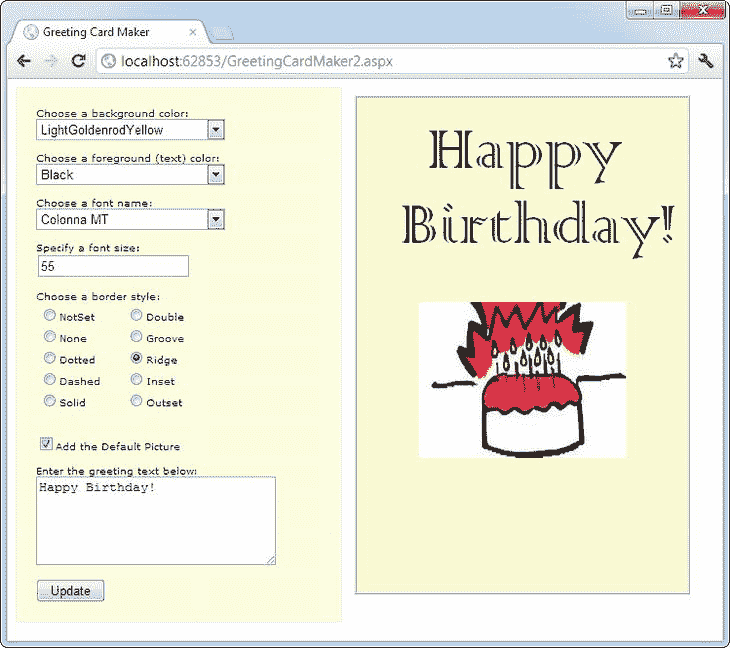 Greeting Card Maker
localhost:62853/GreetingCardMaker2.aspx
Choose a background color:
LightGoldenrodYellow
Choose a foreground (text) color:
Black
Choose a font name:
Colonna MT
Specify a font size:
55
Choose a border style:
NotSet
Double
None
Groove
Dotted
Ridge
Dashed
Inset
Solid
Outset
Add the Default Picture
Enter the greeting text below:
Happy Birthday!
Update
Happy
Birthday!